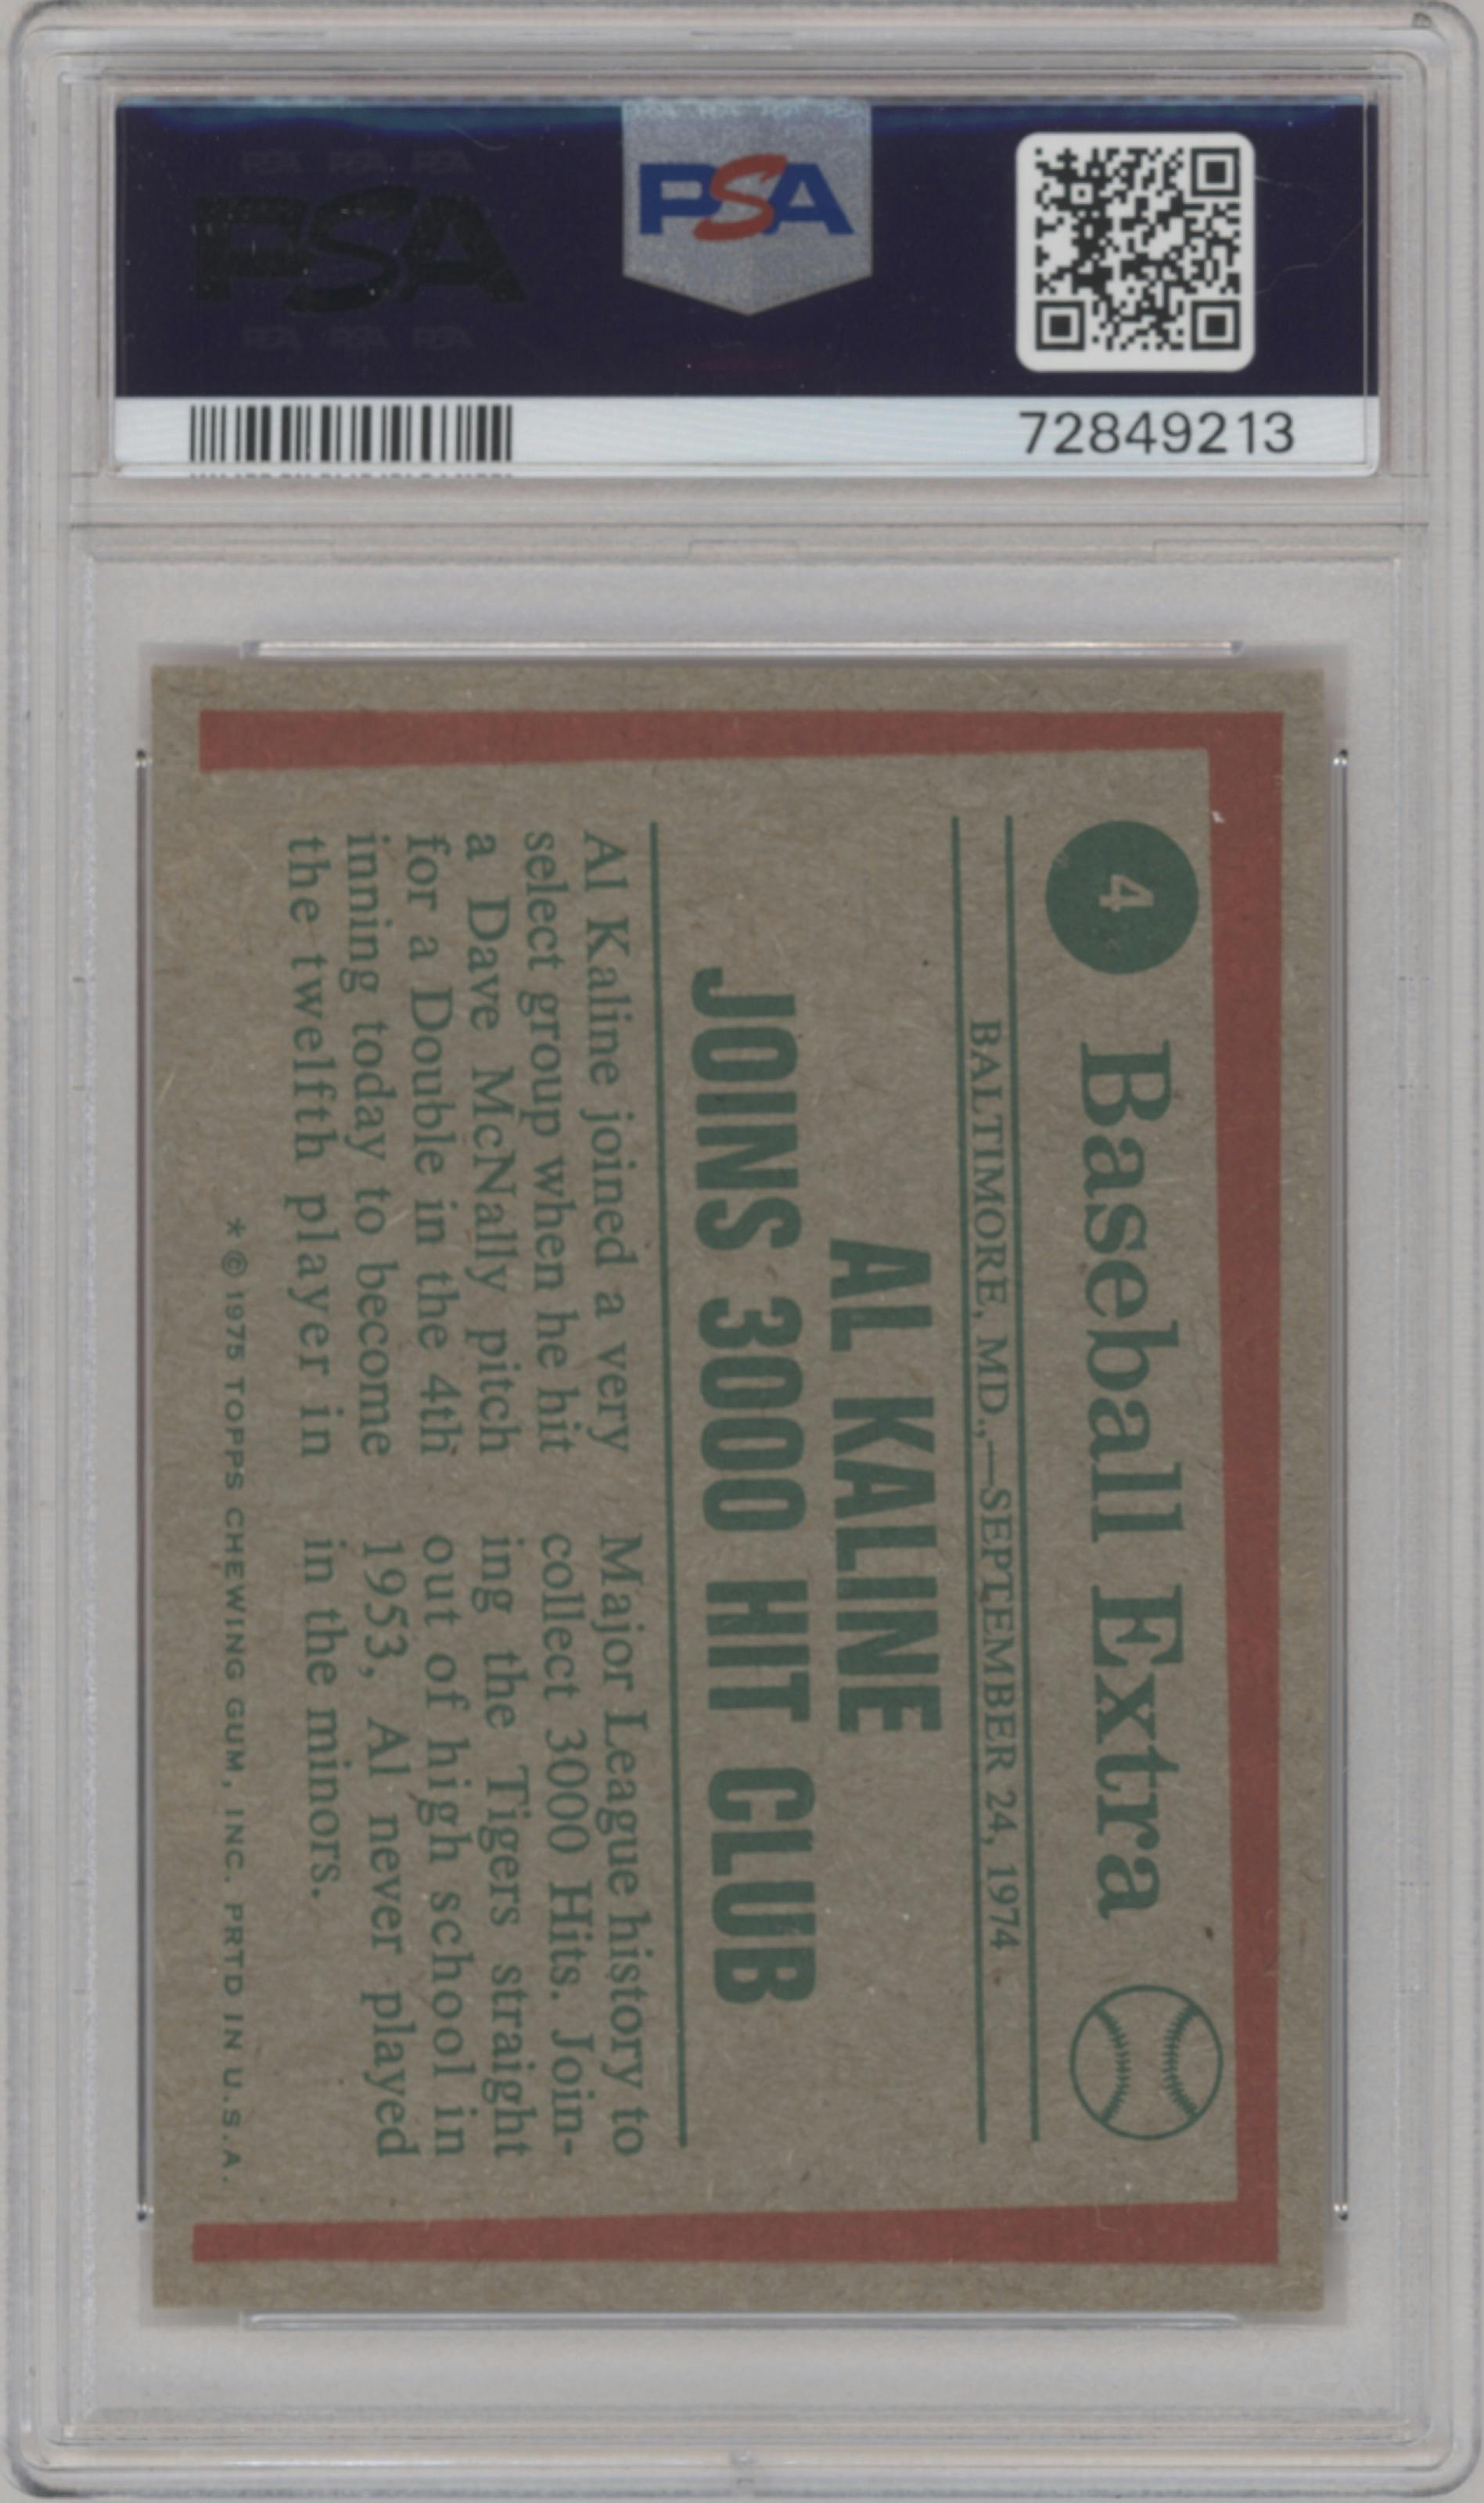 PSA
PSA
72849213
4
Baseball Extra
BALTIMORE, MD.,—SEPTEMBER 24, 1974
AL KALINE
JOINS 3000 HIT CLUB
Al Kaline joined a very
select group when he hit
a Dave McNally pitch
for a Double in the 4th
inning today to become
the twelfth player in
Major League history to
collect 3000 Hits. Join-
ing the Tigers straight
out of high school in
1953, Al never played
in the minors.
* © 1975 TOPPS CHEWING GUM, INC. PRTD IN U.S.A.